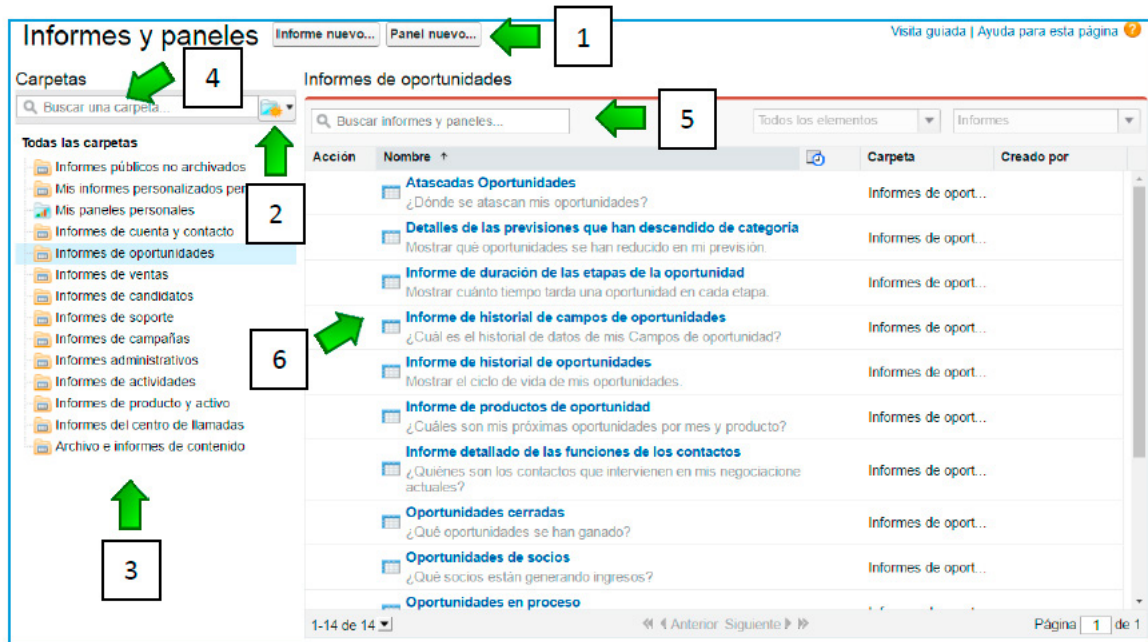 Informes y paneles
Informe nuevo...
Panel nuevo...
1
Visita guiada | Ayuda para esta página ?
Carpetas
4
Informes de oportunidades
Buscar una carpeta...
Buscar informes y paneles...
5
Todos los elementos
Informes
2
Todas las carpetas
Informes públicos no archivados
Mis informes personalizados per
Mis paneles personales
Informes de cuenta y contacto
Informes de oportunidades
Informes de ventas
Informes de candidatos
Informes de soporte
Informes de campañas
Informes administrativos
Informes de actividades
Informes de producto y activo
Informes del centro de llamadas
Archivo e informes de contenido
3
6
Acción
Nombre ↑
Carpeta
Creado por
Atascadas Oportunidades
¿Dónde se atascan mis oportunidades?
Informes de oport...
Detalles de las previsiones que han descendido de categoría
Mostrar qué oportunidades se han reducido en mi previsión.
Informes de oport...
Informe de duración de las etapas de la oportunidad
Mostrar cuánto tiempo tarda una oportunidad en cada etapa.
Informes de oport...
Informe de historial de campos de oportunidades
¿Cuál es el historial de datos de mis Campos de oportunidad?
Informes de oport...
Informe de historial de oportunidades
Mostrar el ciclo de vida de mis oportunidades.
Informes de oport...
Informe de productos de oportunidad
¿Cuáles son mis próximas oportunidades por mes y producto?
Informes de oport...
Informe detallado de las funciones de los contactos
¿Quiénes son los contactos que intervienen en mis negociacione
actuales?
Informes de oport...
Oportunidades cerradas
¿Qué oportunidades se han ganado?
Informes de oport...
Oportunidades de socios
¿Qué socios están generando ingresos?
Informes de oport...
Oportunidades en proceso
1-14 de 14
Anterior Siguiente
Página 1 de 1